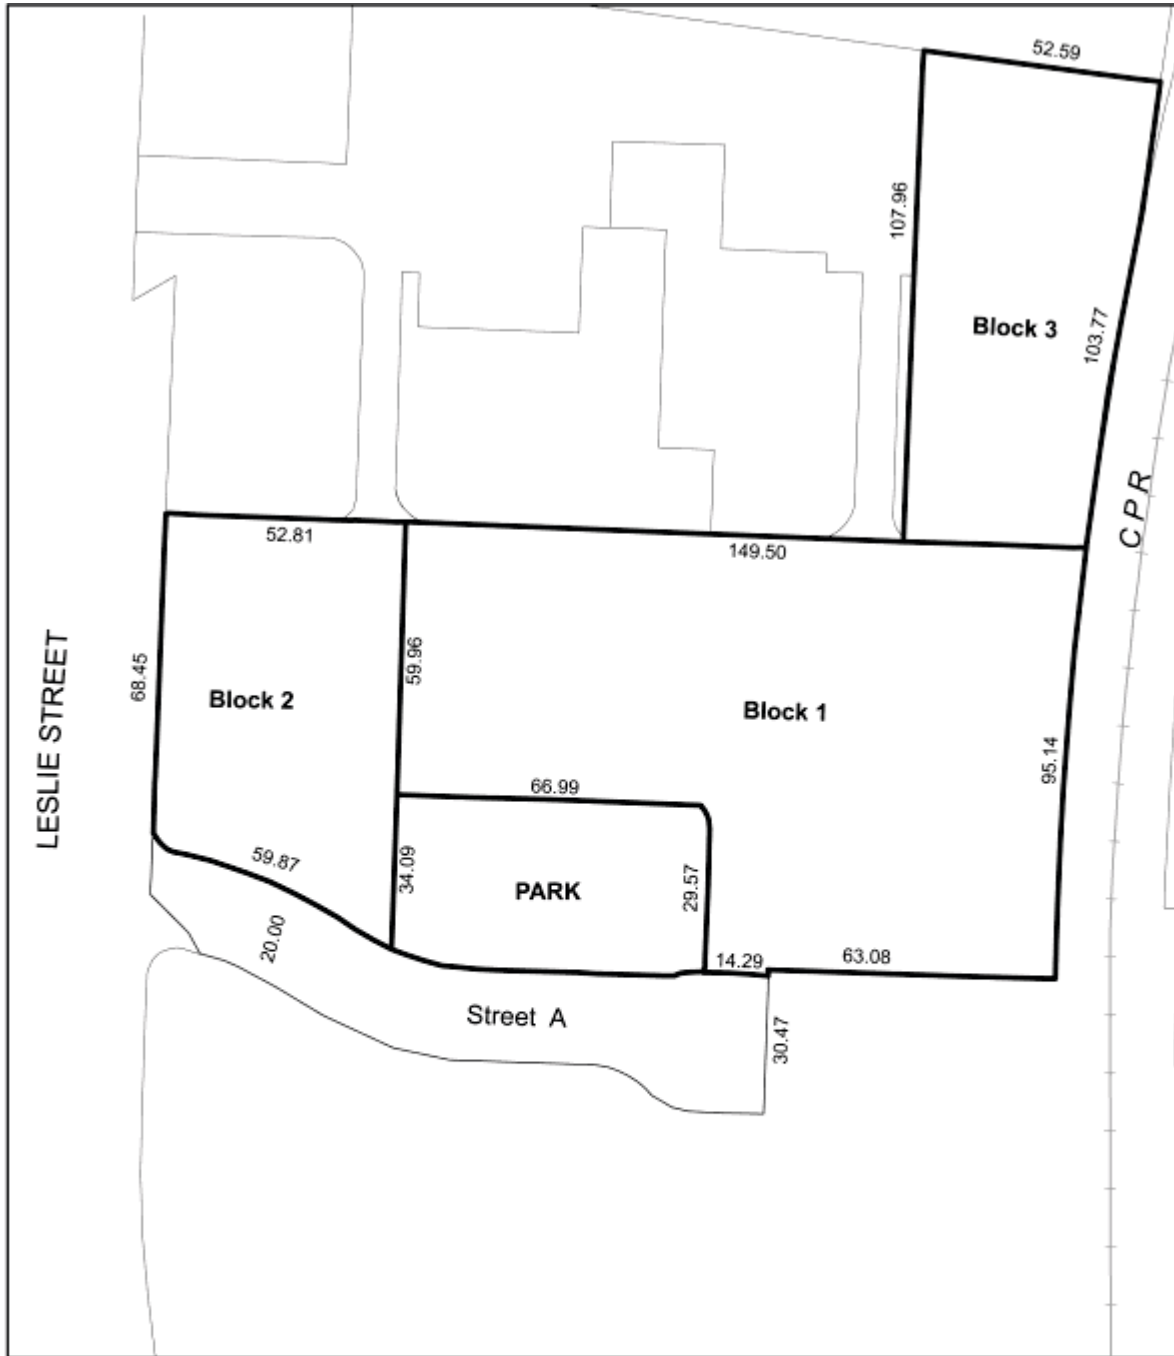 52.59
107.96
Block 3
103.77
C P R
52.81
149.50
LESLIE STREET
68.45
59.96
Block 2
Block 1
95.14
66.99
59.87
34.09
PARK
29.57
20.00
14.29
63.08
Street A
30.47